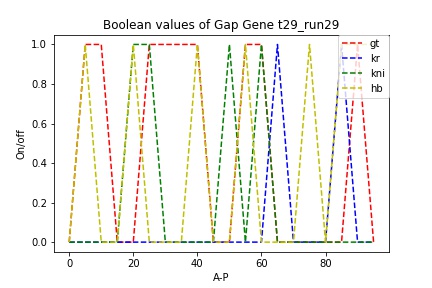 Boolean values of Gap Gene t29_run29
1.0
0.8
0.6
0.4
0.2
0.0
On/off
0 20 40 60 80
A-P
gt
kr
kni
hb